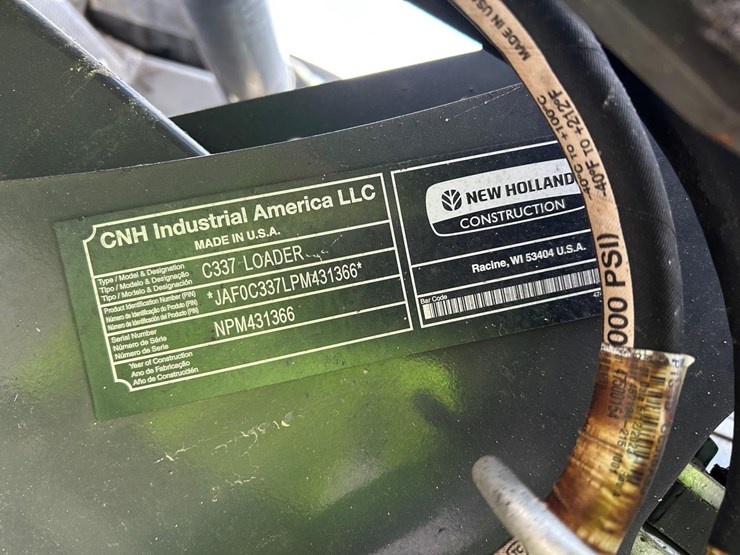 CNH Industrial America LLC
MADE IN U.S.A.
Type / Model & Designation
Tipo / Modelo & Designação
Tipo / Modelo & Designación
C337 LOADER
Product Identification Number (PIN)
Número de Identificação do Produto (PIN)
Número de Identificación del Producto (PIN)
*JAF0C337LPM431366*
Serial Number
Número de Série
Número de Serie
NPM431366
Year of Construction
Ano de Fabricação
Año de Construcción
NEW HOLLAND
CONSTRUCTION
Racine, WI 53404 U.S.A.
Bar Code
MADE IN USA
-40°C TO +100°C
-40°F TO +212°F
000 PSI)